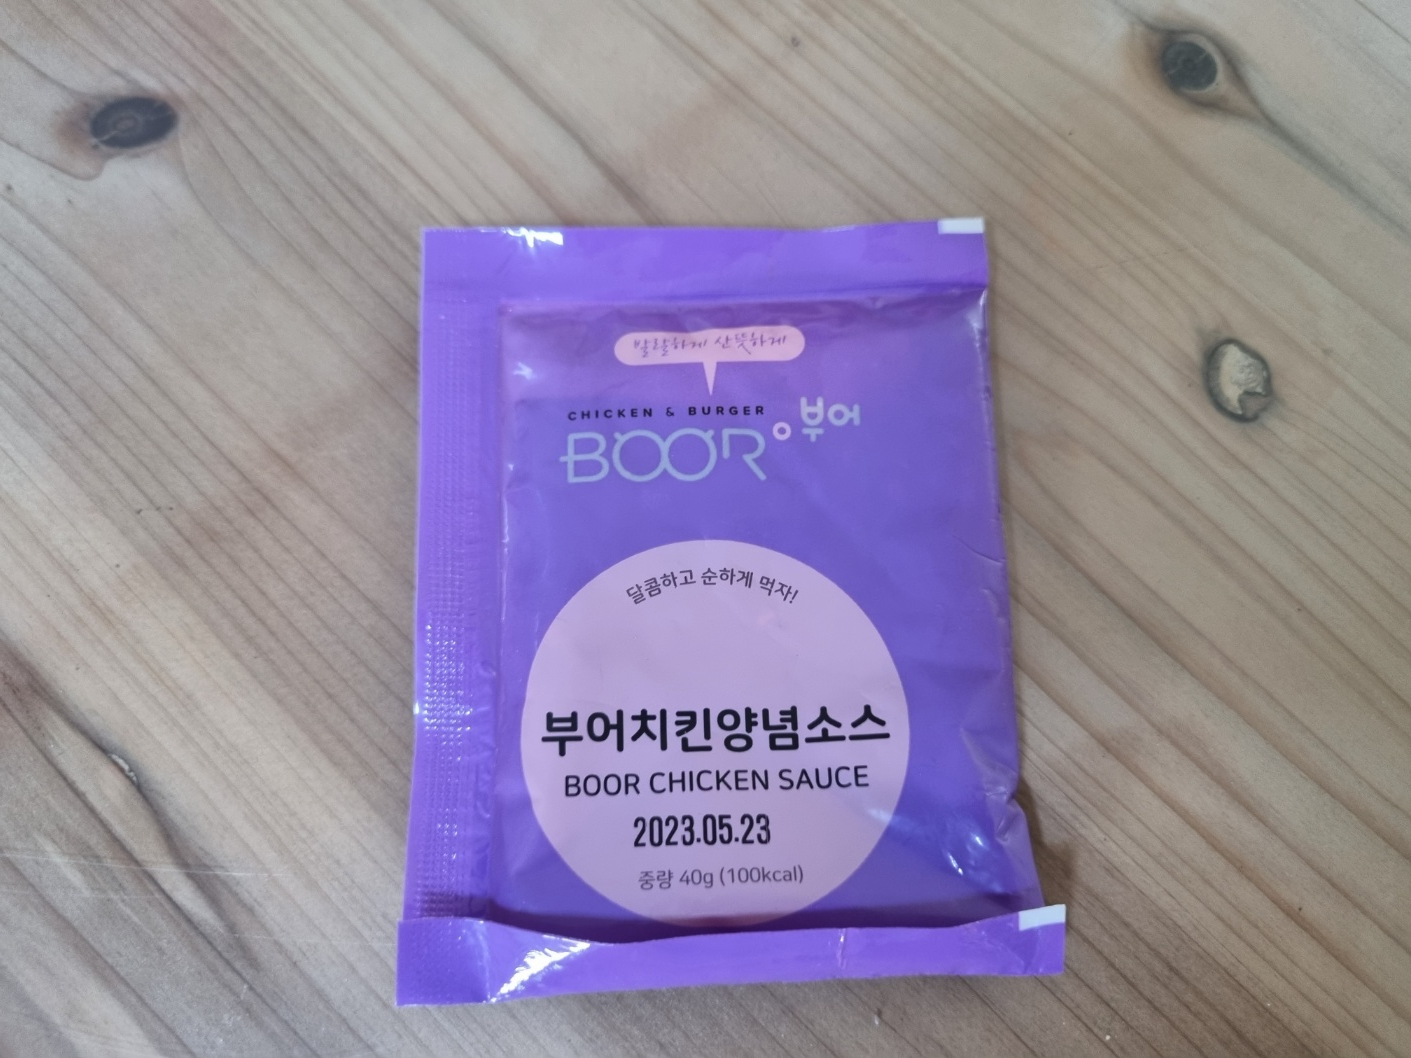 발랄하게 산뜻하게
CHICKEN & BURGER
BOOR 부어
달콤하고 순하게 먹자!
부어치킨양념소스
BOOR CHICKEN SAUCE
2023.05.23
중량 40g (100kcal)